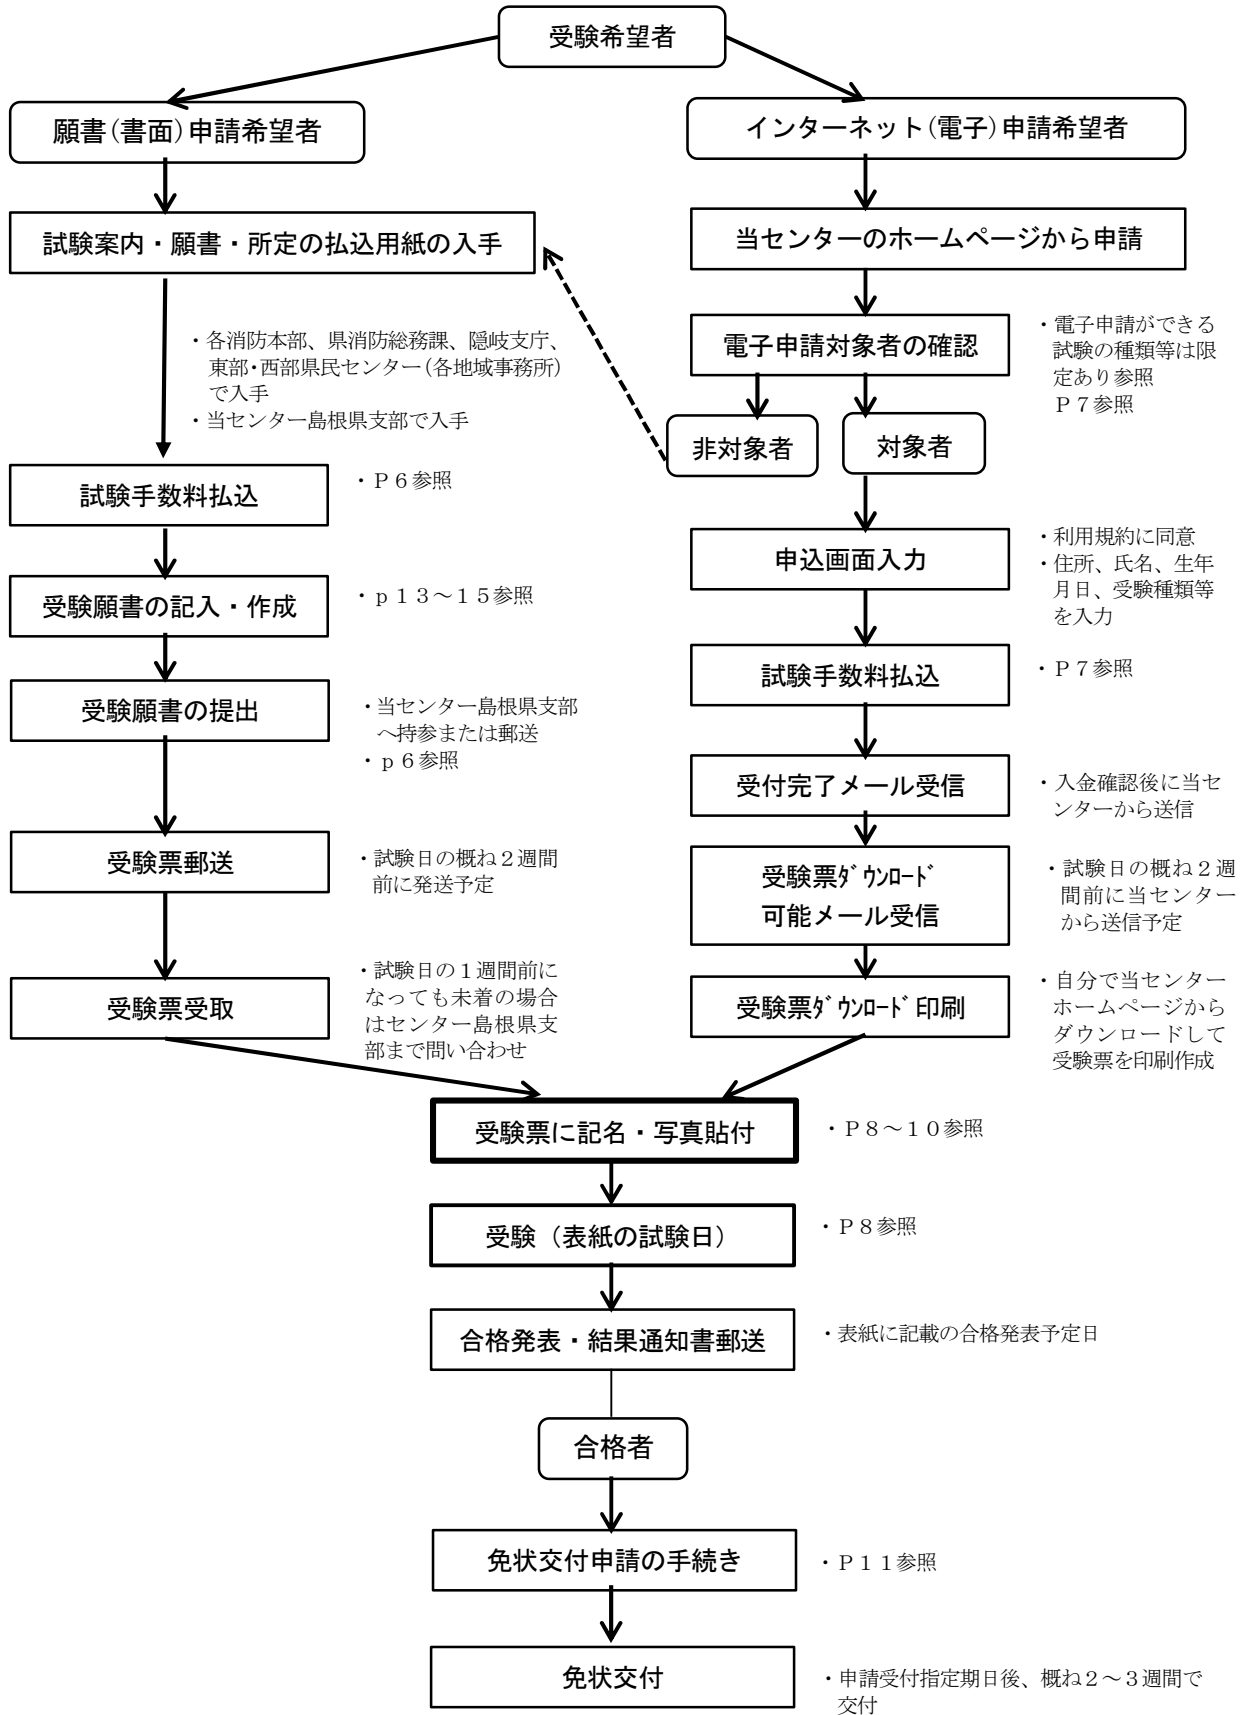 受験希望者
願書(書面)申請希望者
インターネット(電子)申請希望者
試験案内・願書・所定の払込用紙の入手
当センターのホームページから申請
・各消防本部、県消防総務課、隠岐支庁、
東部・西部県民センター(各地域事務所)
で入手
・当センター島根県支部で入手
電子申請対象者の確認
・電子申請ができる
試験の種類等は限
定あり参照
P7参照
非対象者
対象者
試験手数料払込
・P6参照
申込画面入力
・利用規約に同意
・住所、氏名、生年
月日、受験種類等
を入力
受験願書の記入・作成
・p13~15参照
試験手数料払込
・P7参照
受験願書の提出
・当センター島根県支部
へ持参または郵送
・p6参照
受付完了メール受信
・入金確認後に当セ
ンターから送信
受験票郵送
・試験日の概ね2週間
前に発送予定
受験票ダウンロード
可能メール受信
・試験日の概ね2週
間前に当センター
から送信予定
受験票受取
・試験日の1週間前に
なっても未着の場合
はセンター島根県支
部まで問い合わせ
受験票ダウンロード印刷
・自分で当センター
ホームページから
ダウンロードして
受験票を印刷作成
受験票に記名・写真貼付
・P8~10参照
受験(表紙の試験日)
・P8参照
合格発表・結果通知書郵送
・表紙に記載の合格発表予定日
合格者
免状交付申請の手続き
・P11参照
免状交付
・申請受付指定期日後、概ね2~3週間で
交付